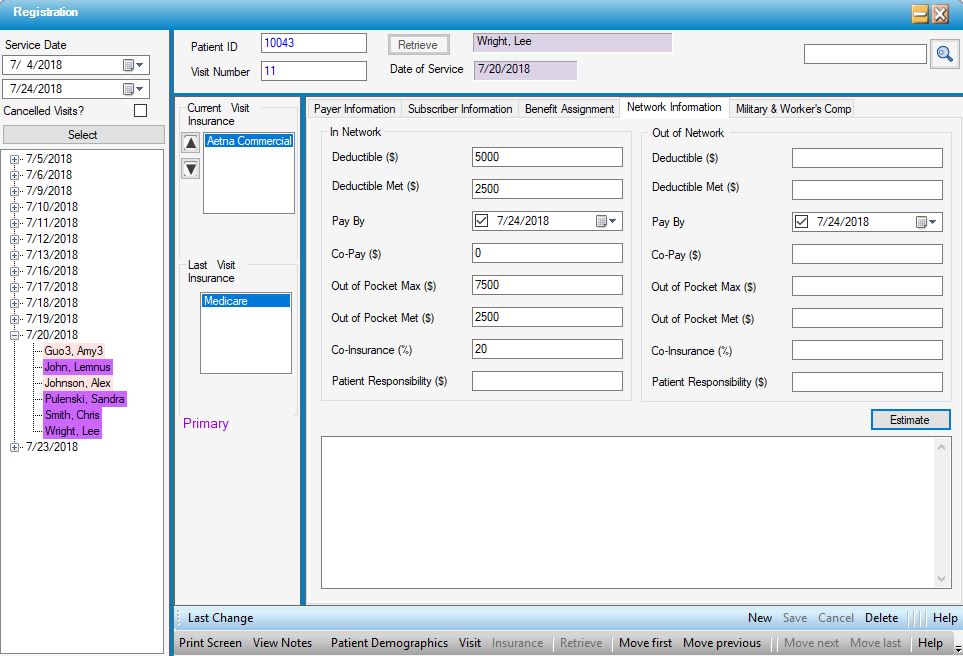 Registration
Service Date
7/ 4/2018
7/24/2018
Cancelled Visits?
Select
7/5/2018
7/6/2018
7/9/2018
7/10/2018
7/11/2018
7/12/2018
7/13/2018
7/16/2018
7/17/2018
7/18/2018
7/19/2018
7/20/2018
Guo3, Amy3
John, Lemnus
Johnson, Alex
Pulenski, Sandra
Smith, Chris
Wright, Lee
7/23/2018
Patient ID 10043 Retrieve Wright, Lee
Visit Number 11 Date of Service 7/20/2018
Current Visit
Insurance
Aetna Commercial
Last Visit
Insurance
Medicare
Primary
Payer Information Subscriber Information Benefit Assignment Network Information Military & Worker's Comp
In Network
Deductible ($) 5000
Deductible Met ($) 2500
Pay By 7/24/2018
Co-Pay ($) 0
Out of Pocket Max ($) 7500
Out of Pocket Met ($) 2500
Co-Insurance (%) 20
Patient Responsibility ($)
Out of Network
Deductible ($)
Deductible Met ($)
Pay By 7/24/2018
Co-Pay ($)
Out of Pocket Max ($)
Out of Pocket Met ($)
Co-Insurance (%)
Patient Responsibility ($)
Estimate
Last Change New Save Cancel Delete Help
Print Screen View Notes Patient Demographics Visit Insurance Retrieve Move first Move previous Move next Move last Help